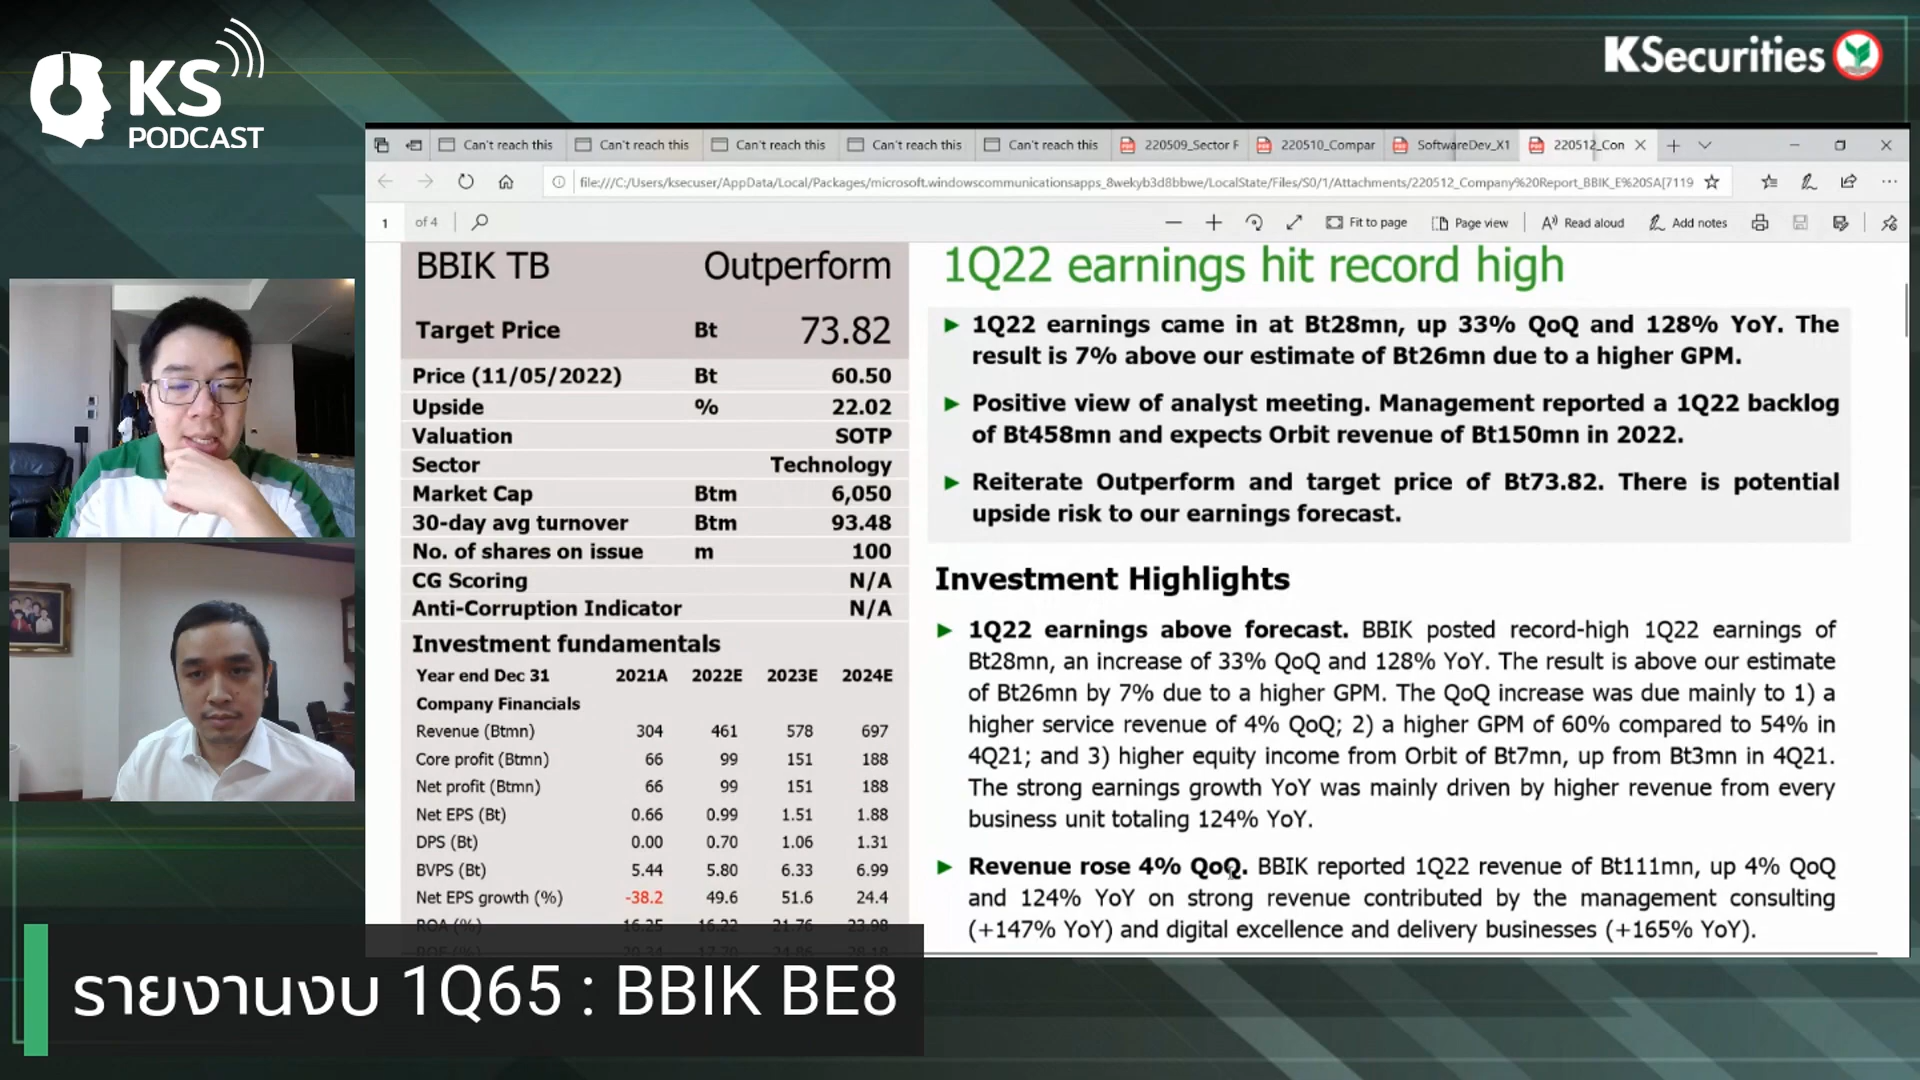 KS
PODCAST
KSecurities
Can't reach this
Can't reach this
Can't reach this
Can't reach this
Can't reach this
220509_Sector F
220510_Compar
SoftwareDev_X1
220512_Con
file:///C:/Users/ksecuser/AppData/Local/Packages/microsoft.windowscommunicationsapps_8wekyb3d8bbwe/LocalState/Files/S0/1/Attachments/220512_Company%20Report_BBIK_E%20SA[7119
1 of 4
Fit to page
Page view
Read aloud
Add notes
BBIK TB Outperform
Target Price Bt 73.82
Price (11/05/2022) Bt 60.50
Upside % 22.02
Valuation SOTP
Sector Technology
Market Cap Btm 6,050
30-day avg turnover Btm 93.48
No. of shares on issue m 100
CG Scoring N/A
Anti-Corruption Indicator N/A
Investment fundamentals
Year end Dec 31 2021A 2022E 2023E 2024E
Company Financials
Revenue (Btmn) 304 461 578 697
Core profit (Btmn) 66 99 151 188
Net profit (Btmn) 66 99 151 188
Net EPS (Bt) 0.66 0.99 1.51 1.88
DPS (Bt) 0.00 0.70 1.06 1.31
BVPS (Bt) 5.44 5.80 6.33 6.99
Net EPS growth (%) -38.2 49.6 51.6 24.4
ROA (%) 16.25 16.22 21.76 23.98
1Q22 earnings hit record high
1Q22 earnings came in at Bt28mn, up 33% QoQ and 128% YoY. The
result is 7% above our estimate of Bt26mn due to a higher GPM.
Positive view of analyst meeting. Management reported a 1Q22 backlog
of Bt458mn and expects Orbit revenue of Bt150mn in 2022.
Reiterate Outperform and target price of Bt73.82. There is potential
upside risk to our earnings forecast.
Investment Highlights
1Q22 earnings above forecast. BBIK posted record-high 1Q22 earnings of
Bt28mn, an increase of 33% QoQ and 128% YoY. The result is above our estimate
of Bt26mn by 7% due to a higher GPM. The QoQ increase was due mainly to 1) a
higher service revenue of 4% QoQ; 2) a higher GPM of 60% compared to 54% in
4Q21; and 3) higher equity income from Orbit of Bt7mn, up from Bt3mn in 4Q21.
The strong earnings growth YoY was mainly driven by higher revenue from every
business unit totaling 124% YoY.
Revenue rose 4% QoQ. BBIK reported 1Q22 revenue of Bt111mn, up 4% QoQ
and 124% YoY on strong revenue contributed by the management consulting
(+147% YoY) and digital excellence and delivery businesses (+165% YoY).
รายงานงบ 1Q65 : BBIK BE8